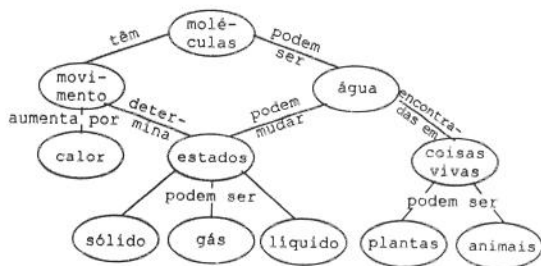 molé-
culas
têm
podem
ser
movi-
mento
água
aumenta por
deter-
mina
podem
mudar
encontra-
das em
calor
estados
coisas
vivas
podem ser
podem ser
sólido
gás
líquido
plantas
animais